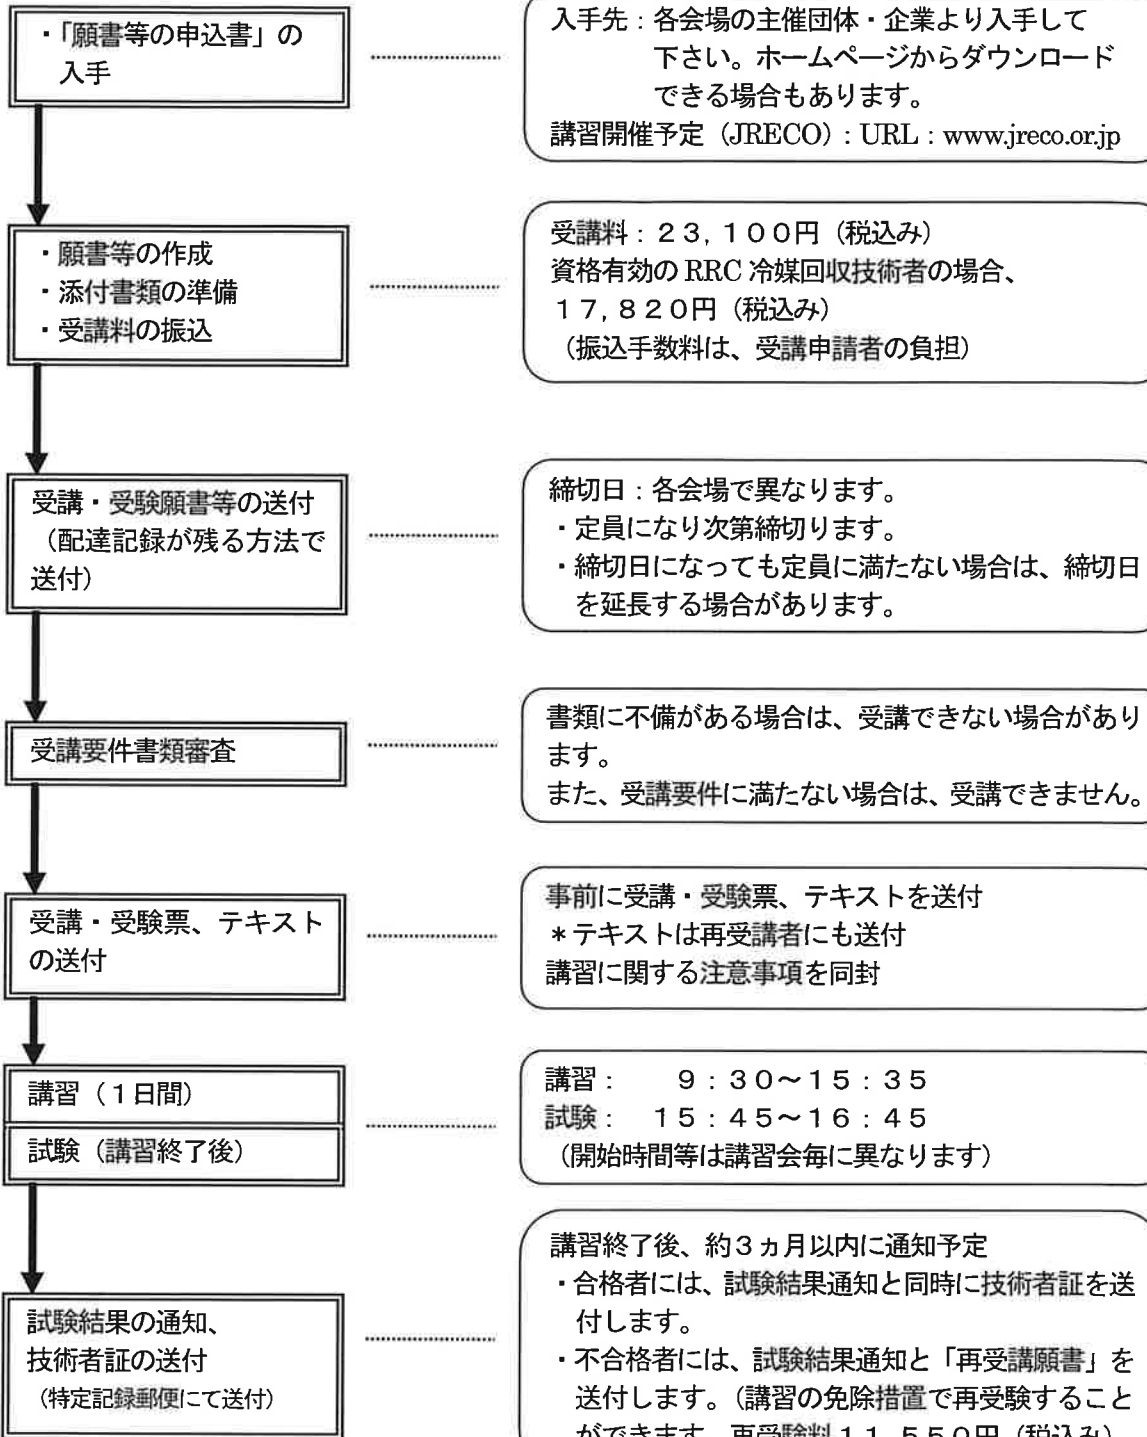 ・「願書等の申込書」の
入手
入手先：各会場の主催団体・企業より入手して
下さい。ホームページからダウンロード
できる場合もあります。
講習開催予定（JRECO）：URL：www.jreco.or.jp
・願書等の作成
・添付書類の準備
・受講料の振込
受講料：２３，１００円（税込み）
資格有効の RRC 冷媒回収技術者の場合、
１７，８２０円（税込み）
（振込手数料は、受講申請者の負担）
受講・受験願書等の送付
（配達記録が残る方法で
送付）
締切日：各会場で異なります。
・定員になり次第締切ります。
・締切日になっても定員に満たない場合は、締切日
を延長する場合があります。
受講要件書類審査
書類に不備がある場合は、受講できない場合があり
ます。
また、受講要件に満たない場合は、受講できません。
受講・受験票、テキスト
の送付
事前に受講・受験票、テキストを送付
＊テキストは再受講者にも送付
講習に関する注意事項を同封
講習（１日間）
試験（講習終了後）
講習： ９：３０～１５：３５
試験： １５：４５～１６：４５
（開始時間等は講習会毎に異なります）
試験結果の通知、
技術者証の送付
（特定記録郵便にて送付）
講習終了後、約３ヵ月以内に通知予定
・合格者には、試験結果通知と同時に技術者証を送
付します。
・不合格者には、試験結果通知と「再受講願書」を
送付します。（講習の免除措置で再受験すること
ができます。再受験料１１，５５０円（税込み）